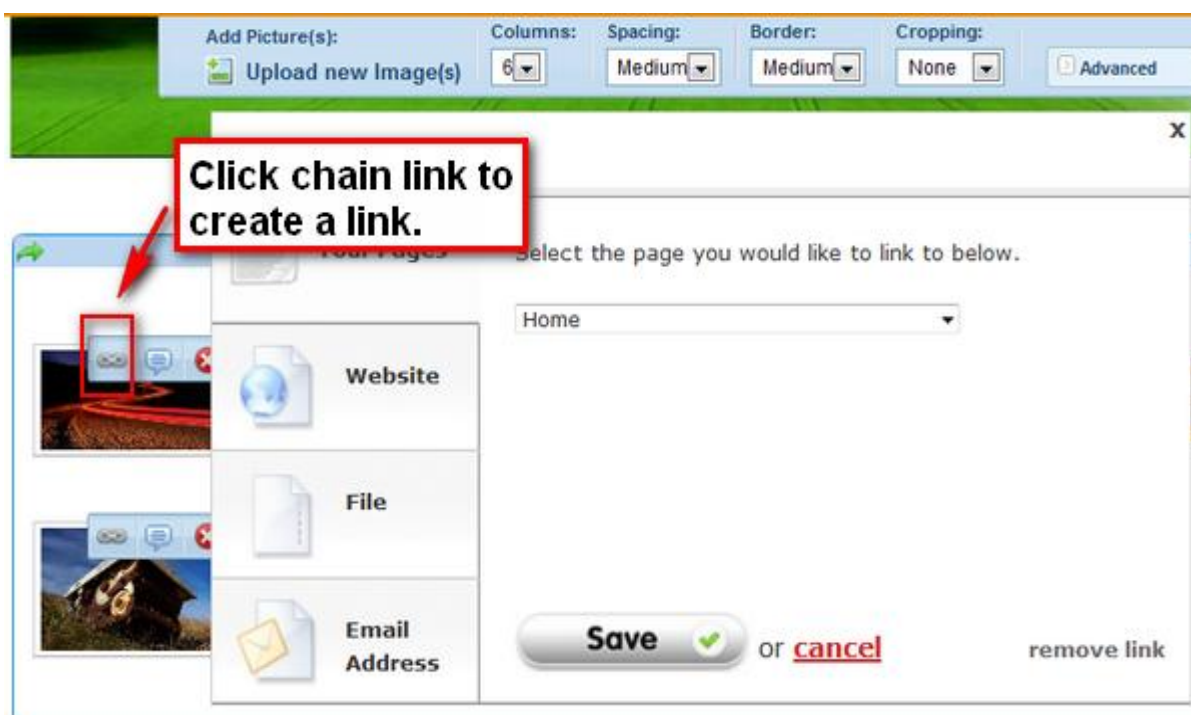 Add Picture(s):
Upload new Image(s)
Columns:
6
Spacing:
Medium
Border:
Medium
Cropping:
None
Advanced
x
Click chain link to
create a link.
Your Pages
Select the page you would like to link to below.
Home
Website
File
Email
Address
Save
or cancel
remove link